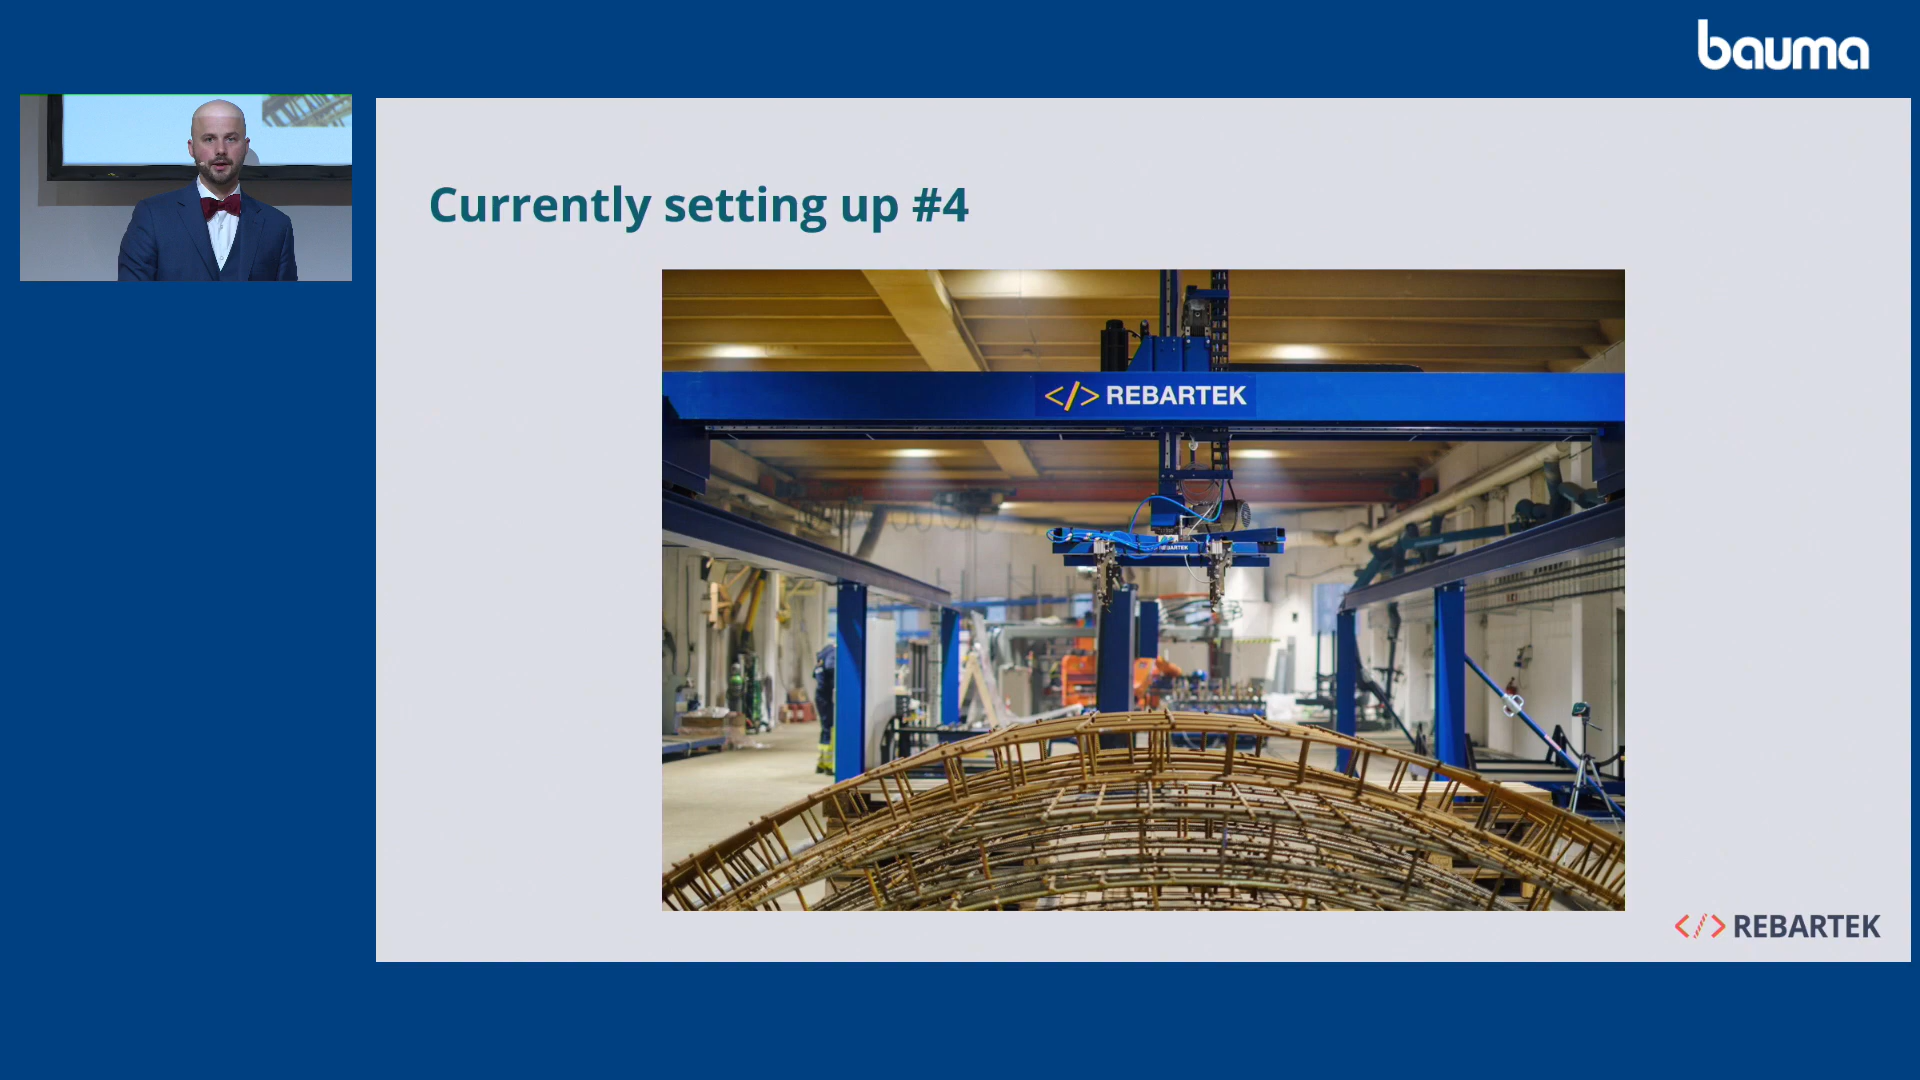 bauma
Currently setting up #4
</> REBARTEK
REBARTEK
</> REBARTEK